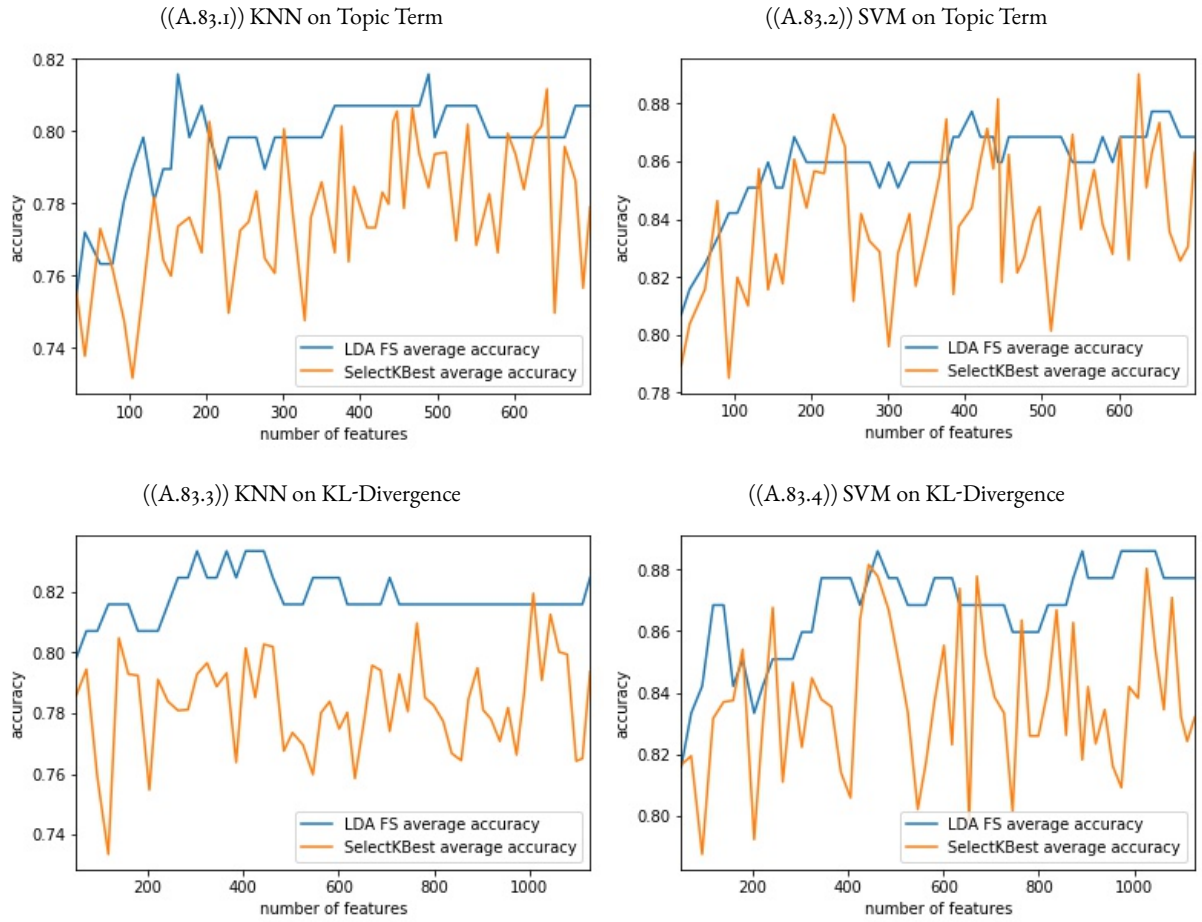 ((A.83.1)) KNN on Topic Term
((A.83.2)) SVM on Topic Term
0.82
0.80
0.78
0.76
0.74
accuracy
LDA FS average accuracy
SelectKBest average accuracy
100 200 300 400 500 600
number of features
0.88
0.86
0.84
0.82
0.80
0.78
accuracy
LDA FS average accuracy
SelectKBest average accuracy
100 200 300 400 500 600
number of features
((A.83.3)) KNN on KL-Divergence
((A.83.4)) SVM on KL-Divergence
0.82
0.80
0.78
0.76
0.74
accuracy
LDA FS average accuracy
SelectKBest average accuracy
200 400 600 800 1000
number of features
0.88
0.86
0.84
0.82
0.80
accuracy
LDA FS average accuracy
SelectKBest average accuracy
200 400 600 800 1000
number of features